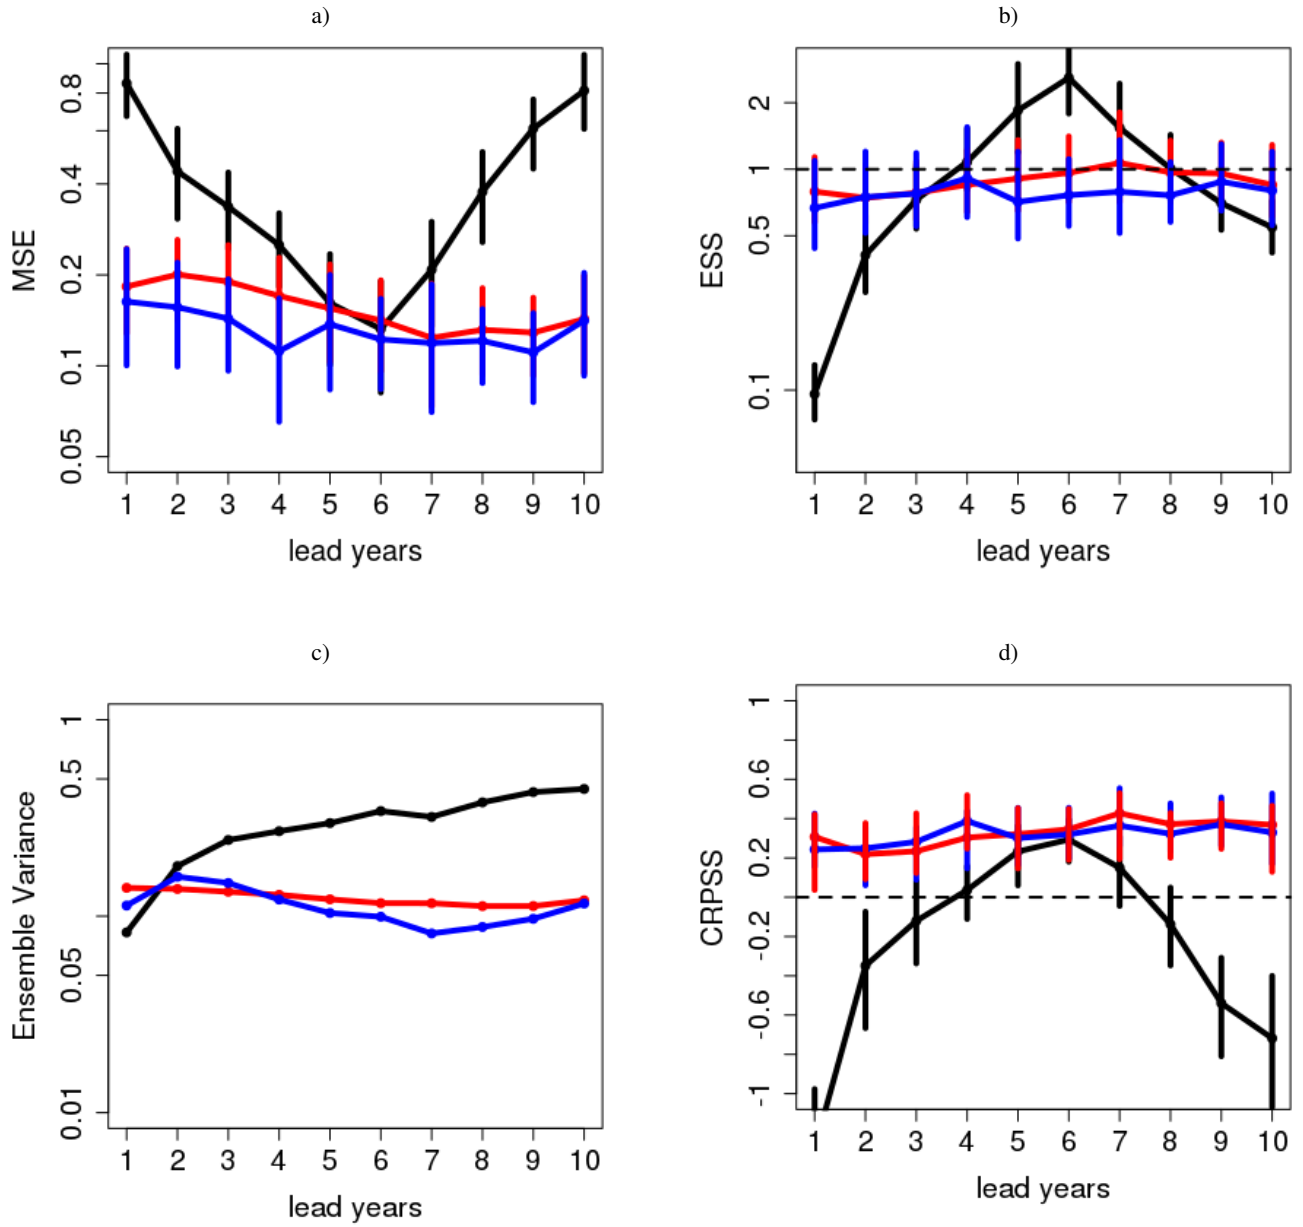 a)
MSE
0.8
0.4
0.2
0.1
0.05
1 2 3 4 5 6 7 8 9 10
lead years
b)
ESS
2
1
0.5
0.1
1 2 3 4 5 6 7 8 9 10
lead years
c)
Ensemble Variance
1
0.5
0.05
0.01
1 2 3 4 5 6 7 8 9 10
lead years
d)
CRPSS
1
0.6
0.2
-0.2
-0.6
-1
1 2 3 4 5 6 7 8 9 10
lead years